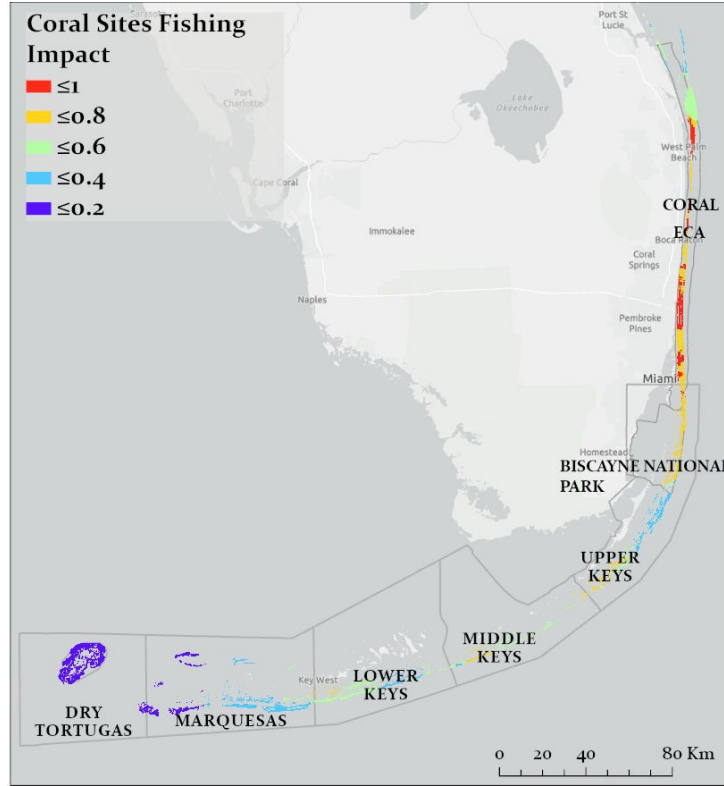 Coral Sites Fishing
Impact
≤1
≤0.8
≤0.6
≤0.4
≤0.2
Sarasota
Port St
Lucie
Port
Charlotte
Lake
Okeechobee
West Palm
Beach
Cape Coral
CORAL
ECA
Immokalee
Boca Raton
Coral
Springs
Naples
Pembroke
Pines
Miami
Homestead
BISCAYNE NATIONAL
PARK
UPPER
KEYS
MIDDLE
KEYS
Key West
LOWER
KEYS
DRY
TORTUGAS
MARQUESAS
0 20 40 80 Km